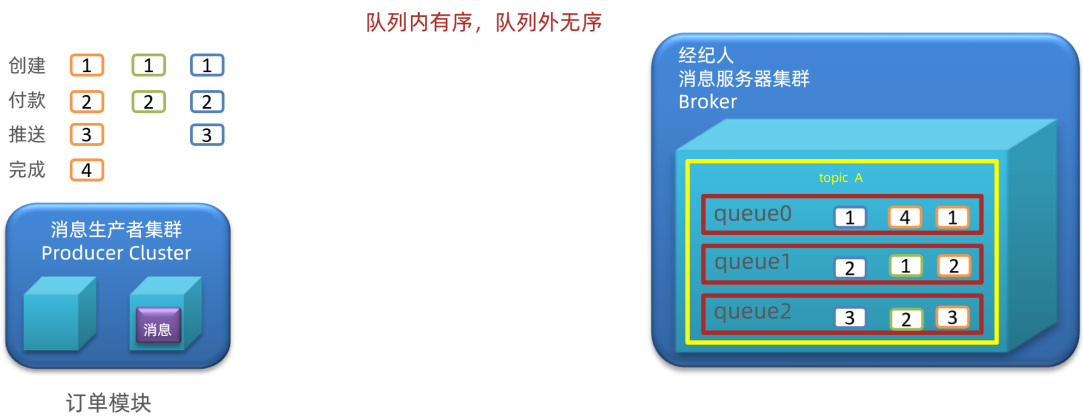 队列内有序，队列外无序
创建 1 1 1
付款 2 2 2
推送 3 3
完成 4
消息生产者集群
Producer Cluster
消息
订单模块
经纪人
消息服务器集群
Broker
topic A
queue0 1 4 1
queue1 2 1 2
queue2 3 2 3